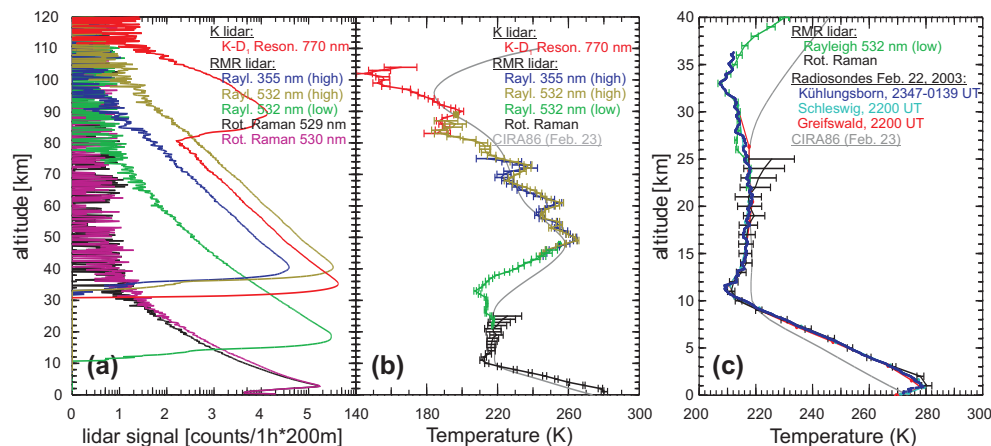 120
110
100
90
80
70
60
50
40
30
20
10
0
altitude [km]
K lidar:
K-D1 Reson. 770 nm
RMR lidar:
Rayl. 355 nm (high)
Rayl. 532 nm (high)
Rayl. 532 nm (low)
Rot. Raman 529 nm
Rot. Raman 530 nm
(a)
0 1 2 3 4 5
lidar signal [counts/1h*200m]
K lidar:
K-D1 Reson. 770 nm
RMR lidar:
Rayl. 355 nm (high)
Rayl. 532 nm (high)
Rayl. 532 nm (low)
Rot. Raman
CIRA86 (Feb. 23)
(b)
140 180 220 260 300
Temperature (K)
40
35
30
25
20
15
10
5
0
altitude [km]
RMR lidar:
Rayleigh 532 nm (low)
Rot. Raman
Radiosondes Feb. 22, 2003:
Kühlungsborn, 2347-0139 UT
Schleswig, 2200 UT
Greifswald, 2200 UT
CIRA86 (Feb. 23)
(c)
200 220 240 260 280 300
Temperature (K)